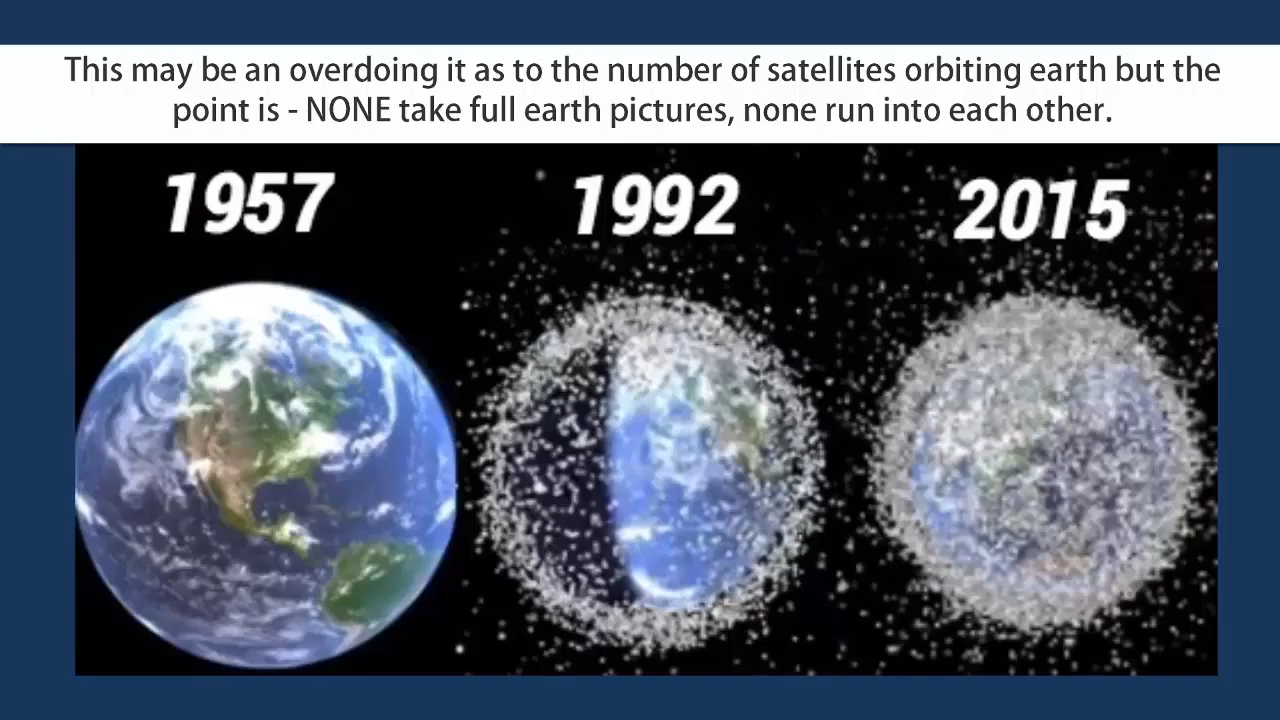 This may be an overdoing it as to the number of satellites orbiting earth but the
point is - NONE take full earth pictures, none run into each other.
1957 1992 2015